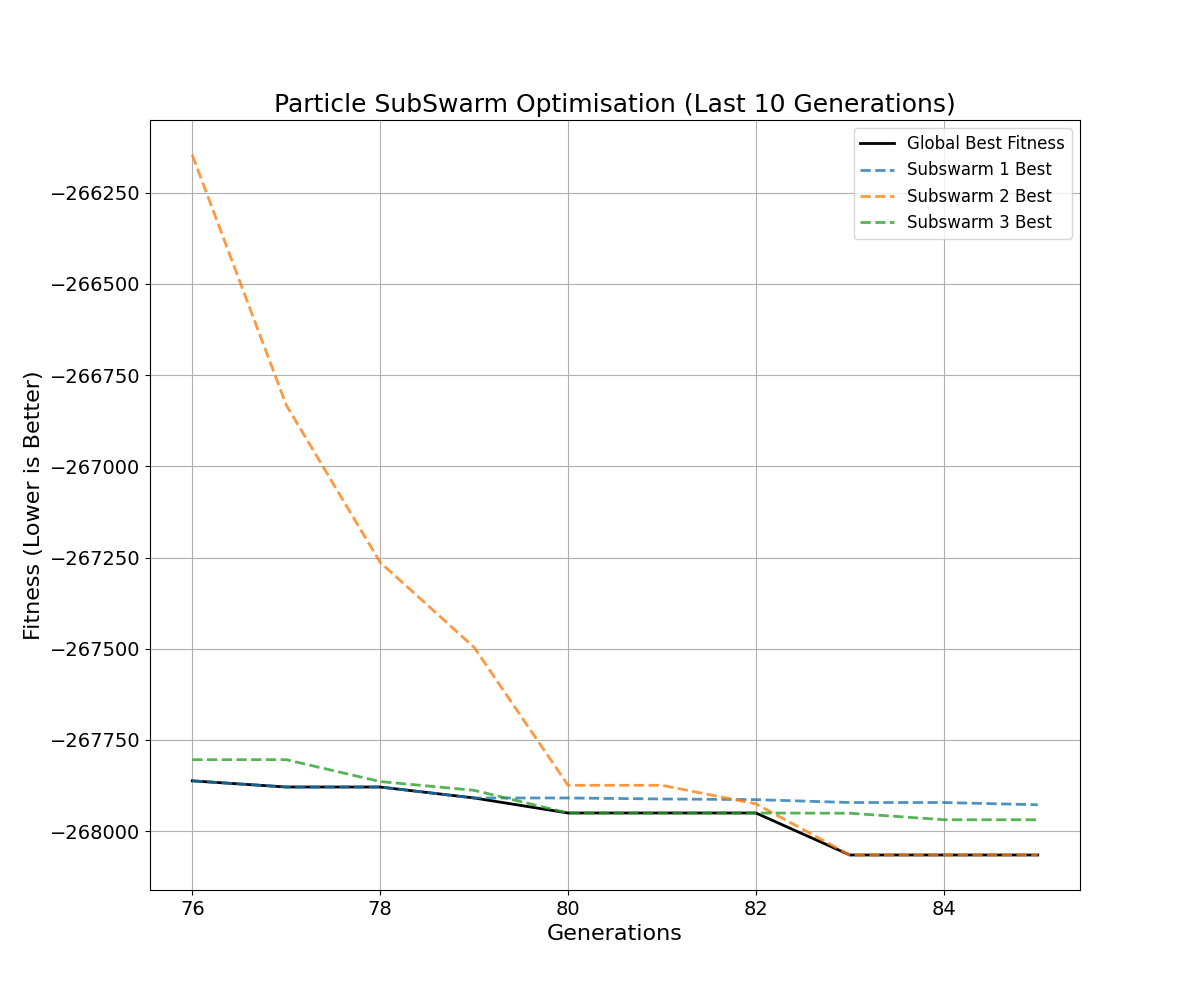 Particle SubSwarm Optimisation (Last 10 Generations)
Global Best Fitness
Subswarm 1 Best
Subswarm 2 Best
Subswarm 3 Best
Fitness (Lower is Better)
−266250
−266500
−266750
−267000
−267250
−267500
−267750
−268000
76 78 80 82 84
Generations